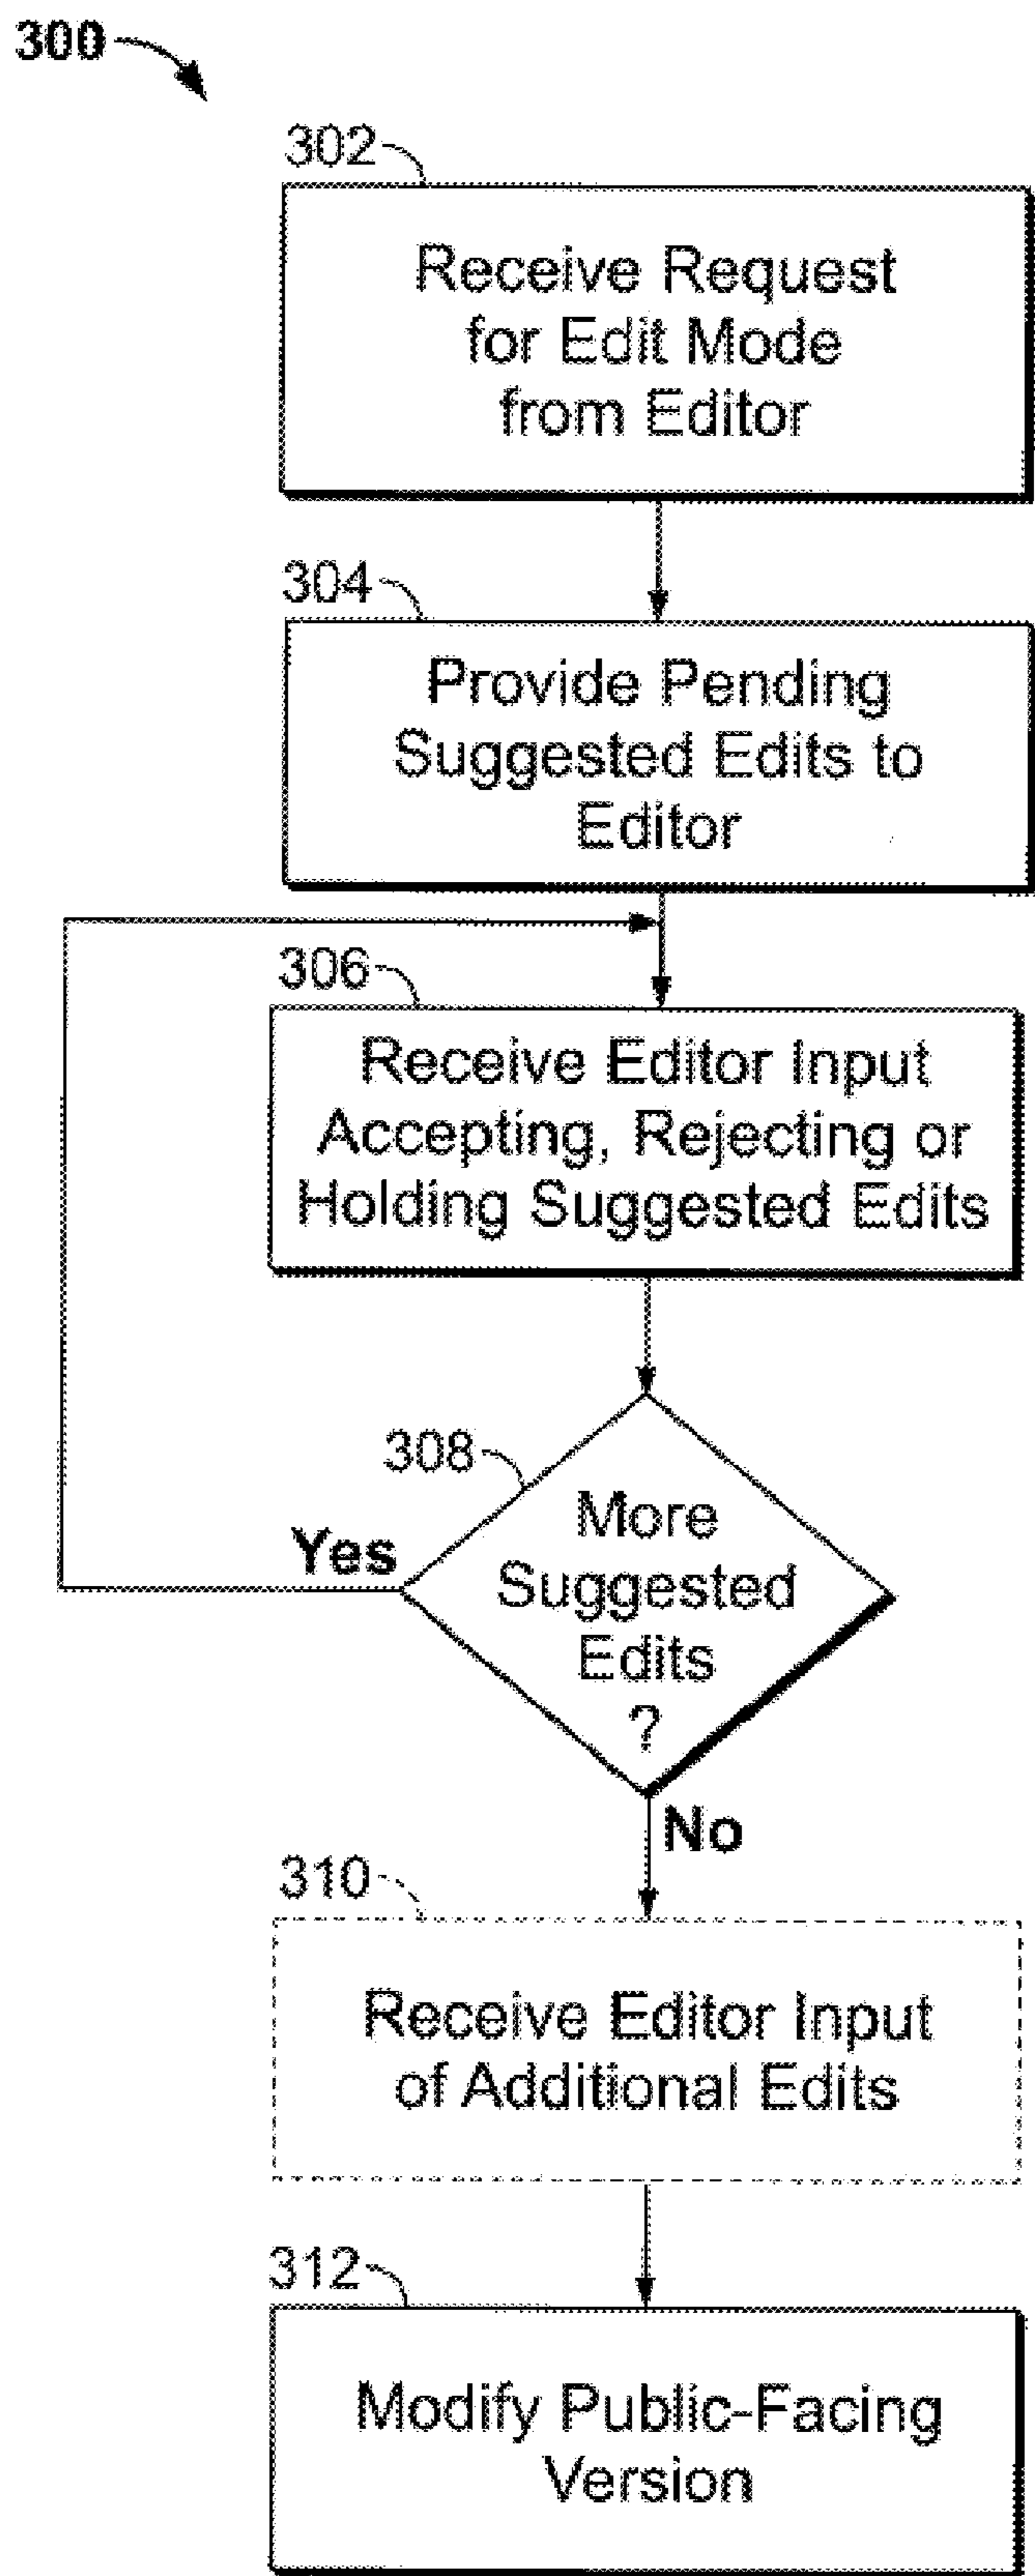 300
302
Receive Request
for Edit Mode
from Editor
304
Provide Pending
Suggested Edits to
Editor
306
Receive Editor Input
Accepting, Rejecting or
Holding Suggested Edits
308
More
Suggested
Edits
?
Yes
No
310
Receive Editor Input
of Additional Edits
312
Modify Public-Facing
Version